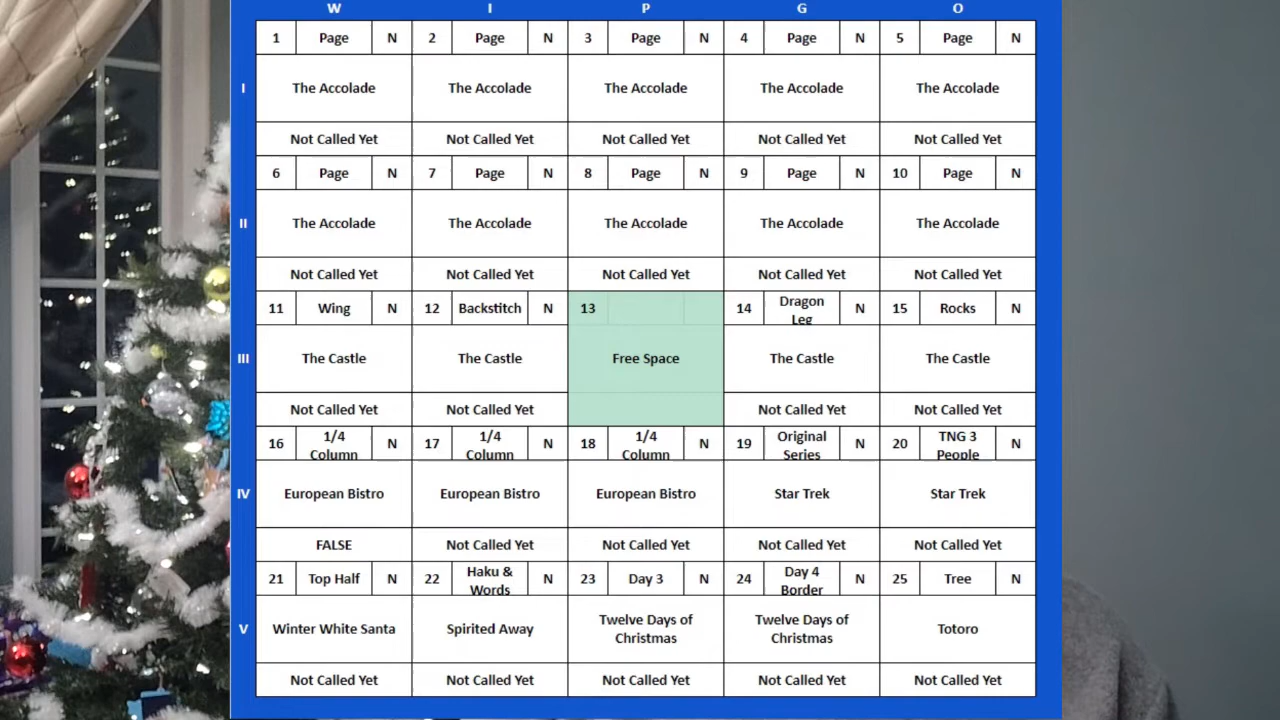 W I P G O
1 Page N 2 Page N 3 Page N 4 Page N 5 Page N
I The Accolade The Accolade The Accolade The Accolade The Accolade
Not Called Yet Not Called Yet Not Called Yet Not Called Yet Not Called Yet
6 Page N 7 Page N 8 Page N 9 Page N 10 Page N
II The Accolade The Accolade The Accolade The Accolade The Accolade
Not Called Yet Not Called Yet Not Called Yet Not Called Yet Not Called Yet
11 Wing N 12 Backstitch N 13 14 Dragon Leg N 15 Rocks N
III The Castle The Castle Free Space The Castle The Castle
Not Called Yet Not Called Yet Not Called Yet Not Called Yet
16 1/4 Column N 17 1/4 Column N 18 1/4 Column N 19 Original Series N 20 TNG 3 People N
IV European Bistro European Bistro European Bistro Star Trek Star Trek
FALSE Not Called Yet Not Called Yet Not Called Yet Not Called Yet
21 Top Half N 22 Haku & Words N 23 Day 3 N 24 Day 4 Border N 25 Tree N
V Winter White Santa Spirited Away Twelve Days of Christmas Twelve Days of Christmas Totoro
Not Called Yet Not Called Yet Not Called Yet Not Called Yet Not Called Yet